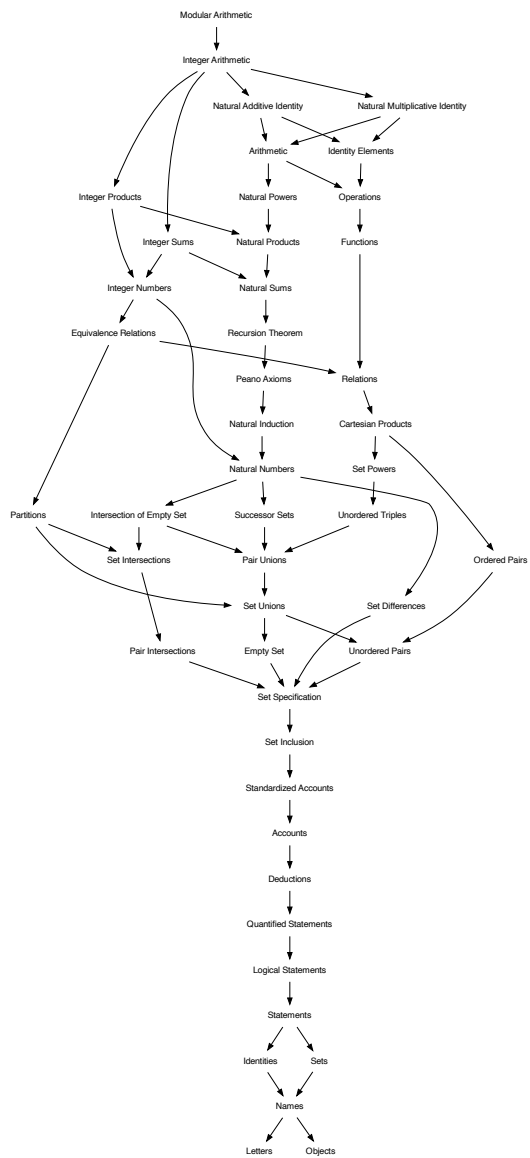 Modular Arithmetic
Integer Arithmetic
Natural Additive Identity
Natural Multiplicative Identity
Arithmetic
Identity Elements
Integer Products
Natural Powers
Operations
Integer Sums
Natural Products
Functions
Integer Numbers
Natural Sums
Equivalence Relations
Recursion Theorem
Peano Axioms
Relations
Natural Induction
Cartesian Products
Natural Numbers
Set Powers
Partitions
Intersection of Empty Set
Successor Sets
Unordered Triples
Set Intersections
Pair Unions
Ordered Pairs
Set Unions
Set Differences
Pair Intersections
Empty Set
Unordered Pairs
Set Specification
Set Inclusion
Standardized Accounts
Accounts
Deductions
Quantified Statements
Logical Statements
Statements
Identities
Sets
Names
Letters
Objects